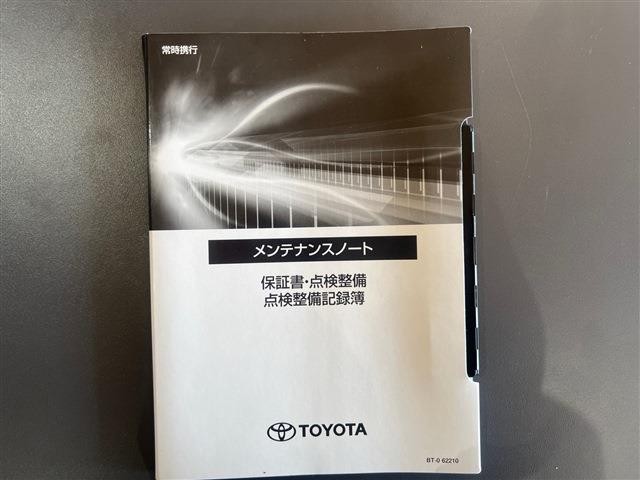 常時携行
メンテナンスノート
保証書・点検整備
点検整備記録簿
TOYOTA
BT-0 62210